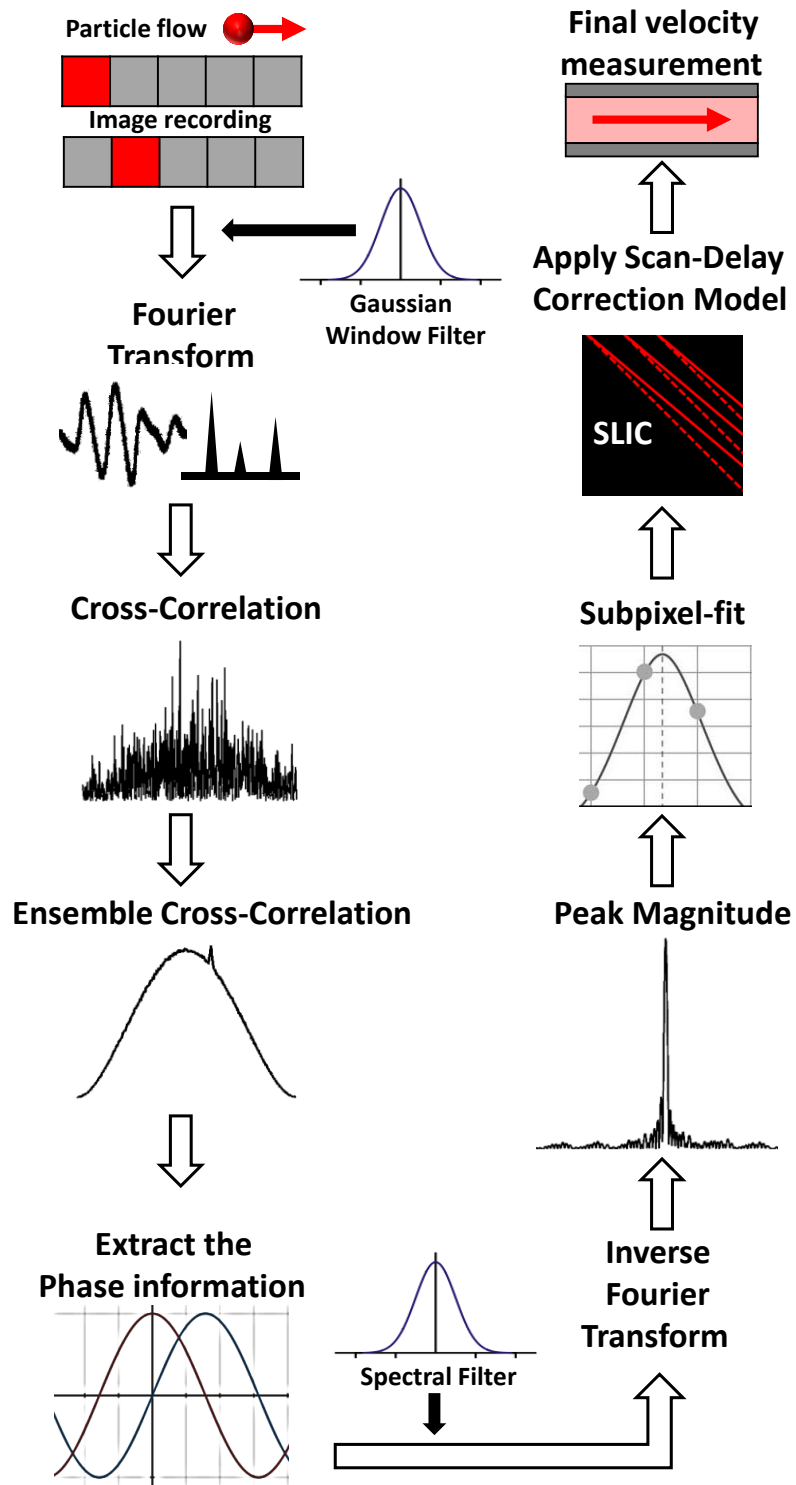 Particle flow
Image recording
Gaussian
Window Filter
Fourier
Transform
Cross-Correlation
Ensemble Cross-Correlation
Extract the
Phase information
Spectral Filter
Inverse
Fourier
Transform
Peak Magnitude
Subpixel-fit
SLIC
Apply Scan-Delay
Correction Model
Final velocity
measurement